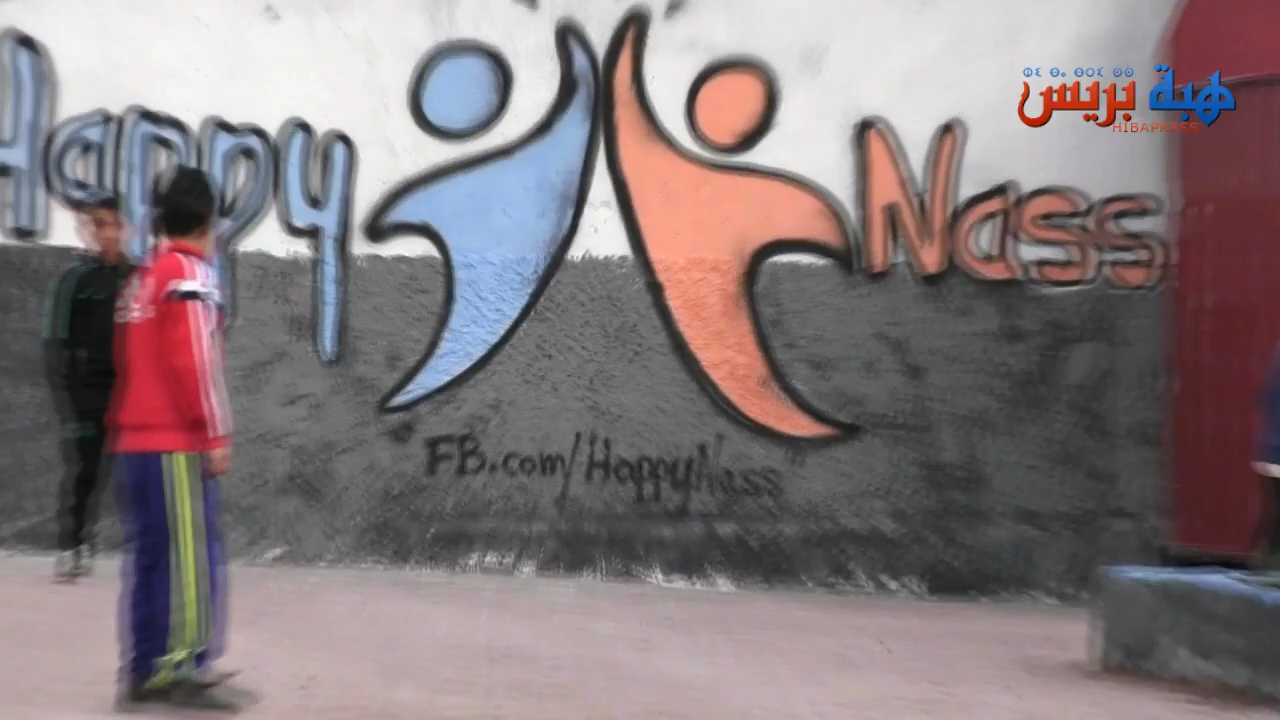 Happy Nass
FB.com/HappyNass
هبة بريس
HIBAPRESS